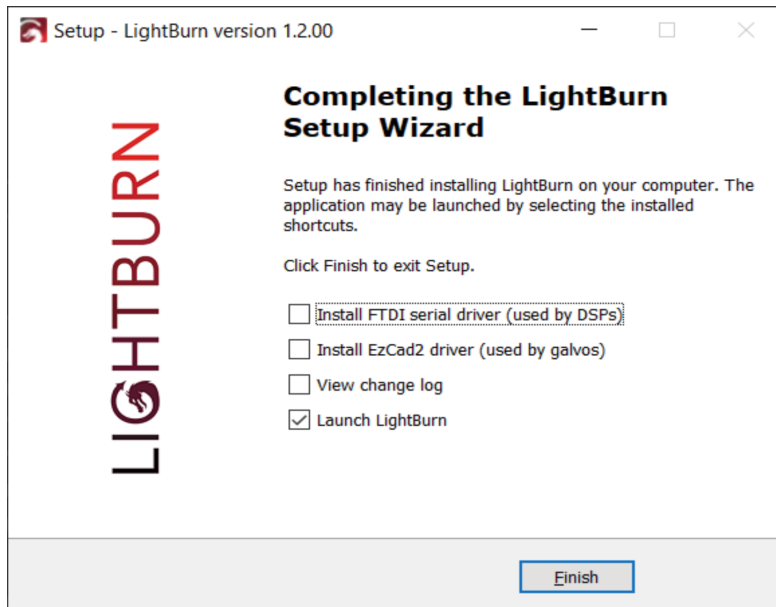 Setup - LightBurn version 1.2.00
LIGHTBURN
Completing the LightBurn
Setup Wizard
Setup has finished installing LightBurn on your computer. The
application may be launched by selecting the installed
shortcuts.
Click Finish to exit Setup.
Install FTDI serial driver (used by DSPs)
Install EzCad2 driver (used by galvos)
View change log
Launch LightBurn
Finish